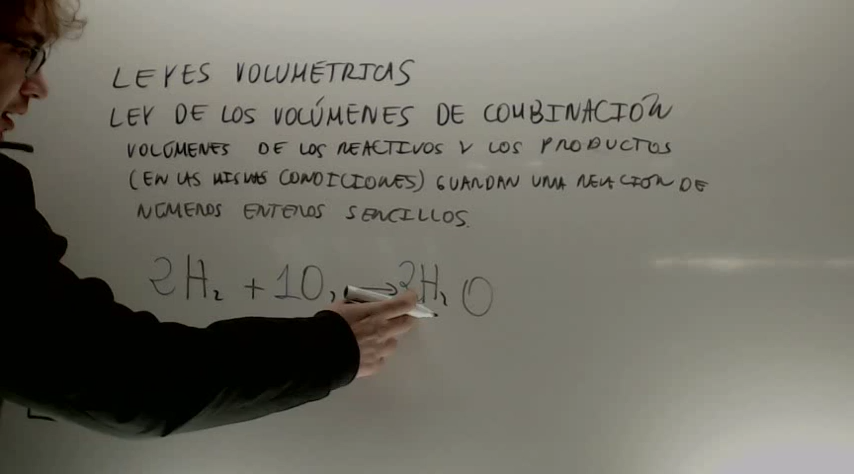 LEYES VOLUMÉTRICAS
LEY DE LOS VOLÚMENES DE COMBINACIÓN
VOLÚMENES DE LOS REACTIVOS Y LOS PRODUCTOS
(EN LAS MISMAS CONDICIONES) GUARDAN UNA RELACIÓN DE
NÚMEROS ENTEROS SENCILLOS.
2H₂ + 1O₂ → 2H₂O